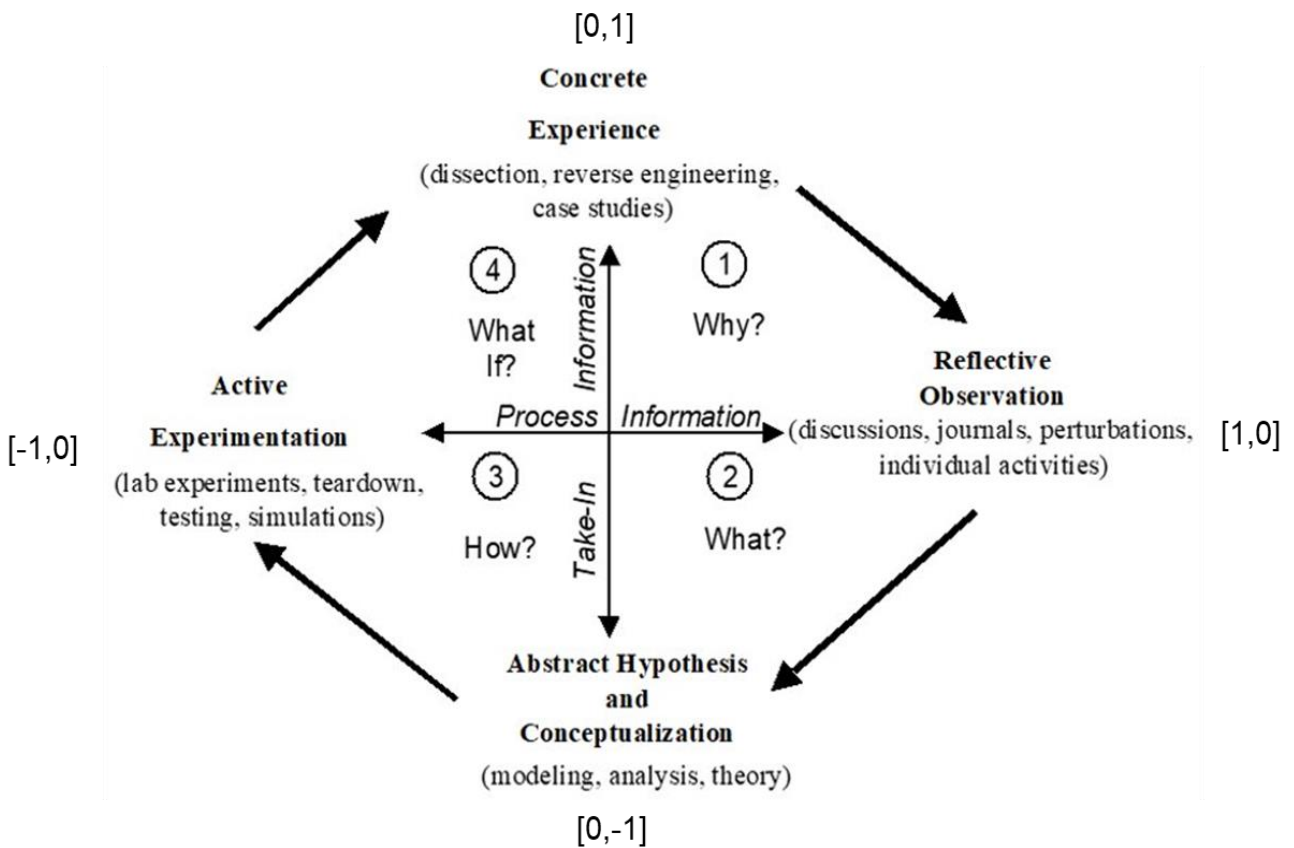 [0,1]
Concrete
Experience
(dissection, reverse engineering,
case studies)
4
1
What
If?
Why?
Information
Active
Experimentation
(lab experiments, teardown,
testing, simulations)
[-1,0]
Process Information
Reflective
Observation
(discussions, journals, perturbations,
individual activities)
[1,0]
3
2
How?
What?
Take-In
Abstract Hypothesis
and
Conceptualization
(modeling, analysis, theory)
[0,-1]